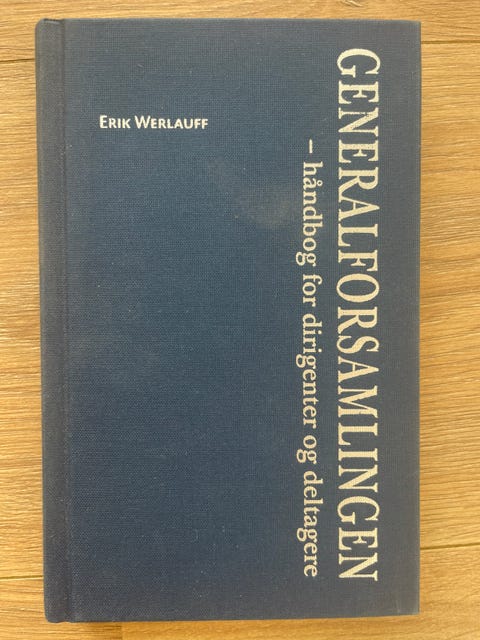 ERIK WERLAUFF
GENERALFORSAMLINGEN
– håndbog for dirigenter og deltagere